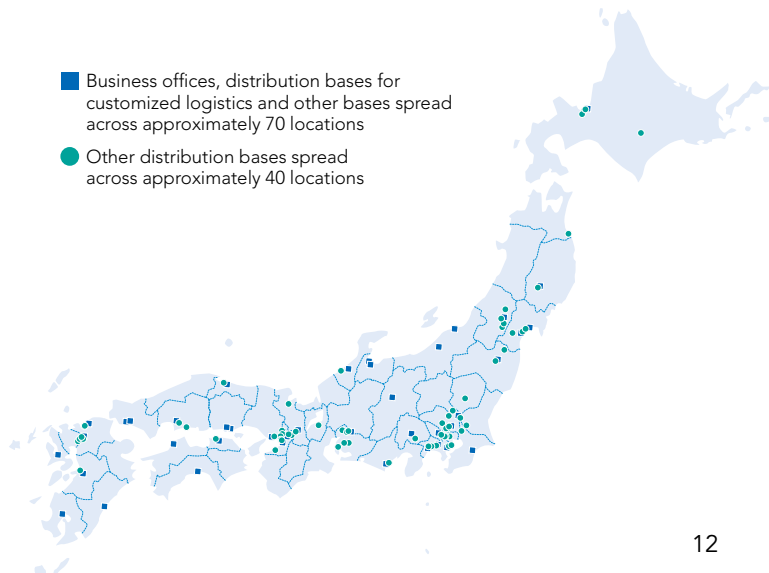 Business offices, distribution bases for
customized logistics and other bases spread
across approximately 70 locations
Other distribution bases spread
across approximately 40 locations
12